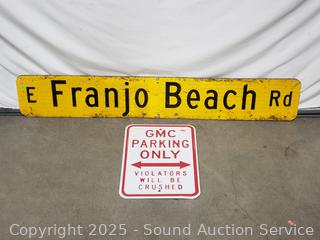 E Franjo Beach Rd
GMC
PARKING
ONLY
VIOLATORS
WILL BE
CRUSHED
Copyright 2025 - Sound Auction Service